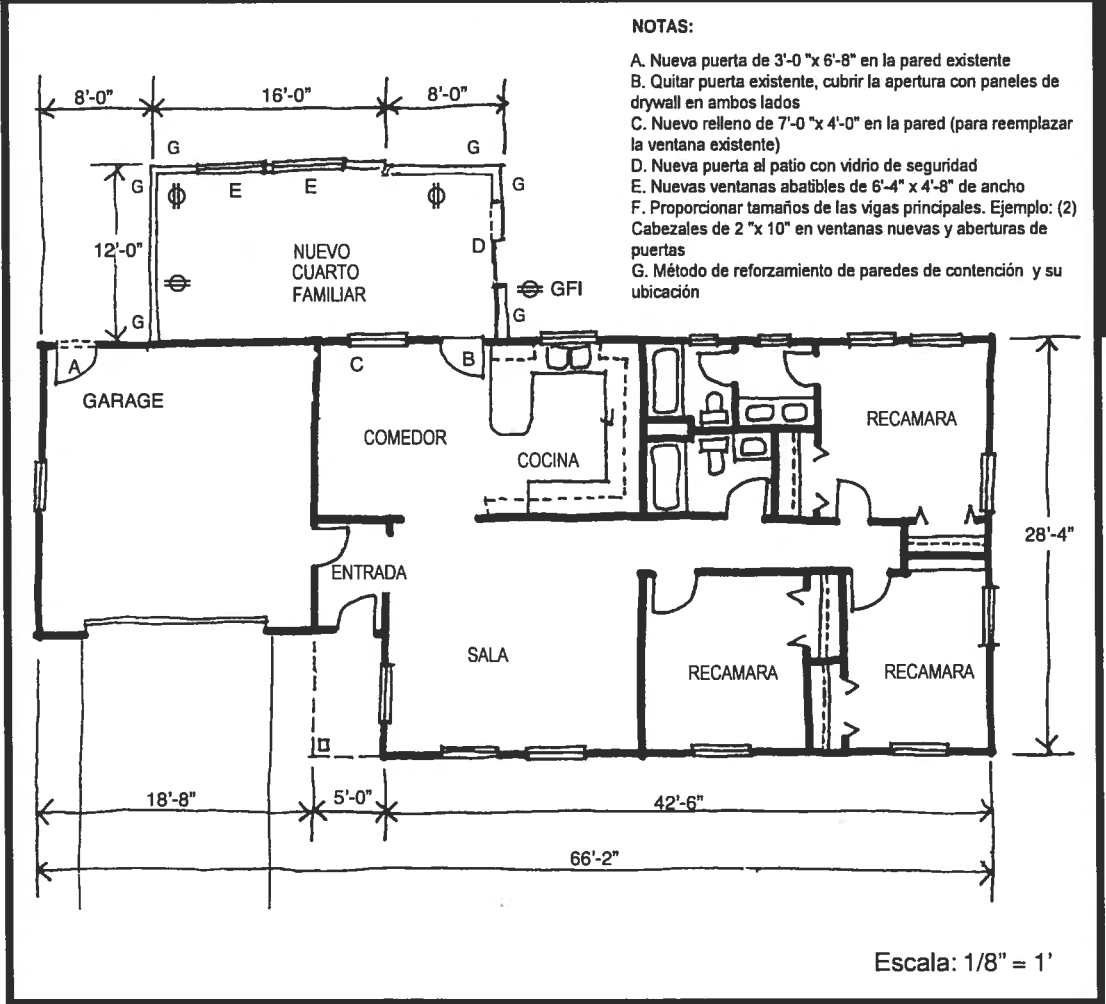 NOTAS:
A. Nueva puerta de 3'-0 "x 6'-8" en la pared existente
B. Quitar puerta existente, cubrir la apertura con paneles de
drywall en ambos lados
C. Nuevo relleno de 7'-0 "x 4'-0" en la pared (para reemplazar
la ventana existente)
D. Nueva puerta al patio con vidrio de seguridad
E. Nuevas ventanas abatibles de 6'-4" x 4'-8" de ancho
F. Proporcionar tamaños de las vigas principales. Ejemplo: (2)
Cabezales de 2 "x 10" en ventanas nuevas y aberturas de
puertas
G. Método de reforzamiento de paredes de contención y su
ubicación
8'-0" 16'-0" 8'-0"
G G
G E E G
12'-0"
NUEVO
CUARTO
FAMILIAR
D
GFI
G G
A C B
GARAGE
COMEDOR
COCINA
RECAMARA
28'-4"
ENTRADA
SALA
RECAMARA
RECAMARA
18'-8" 5'-0" 42'-6"
66'-2"
Escala: 1/8" = 1'